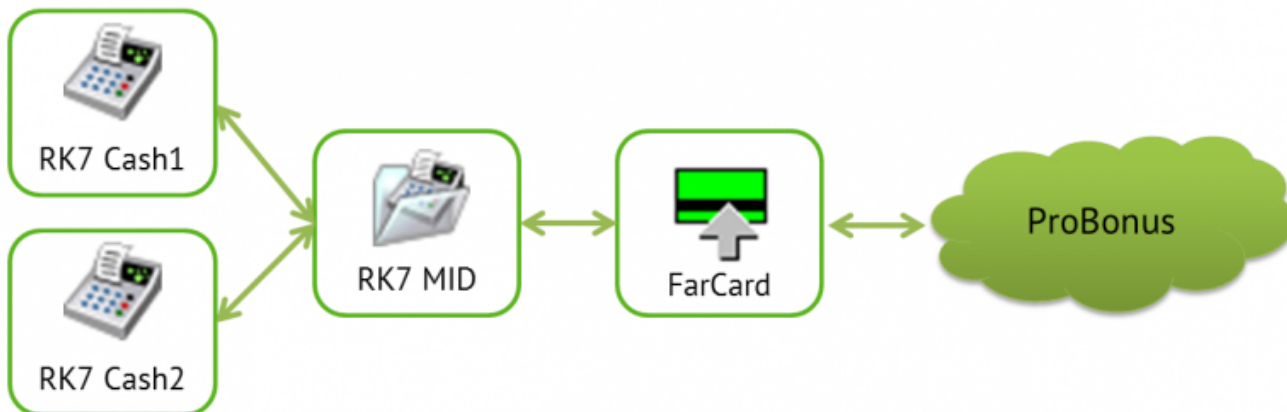 RK7 Cash1
RK7 Cash2
RK7 MID
FarCard
ProBonus